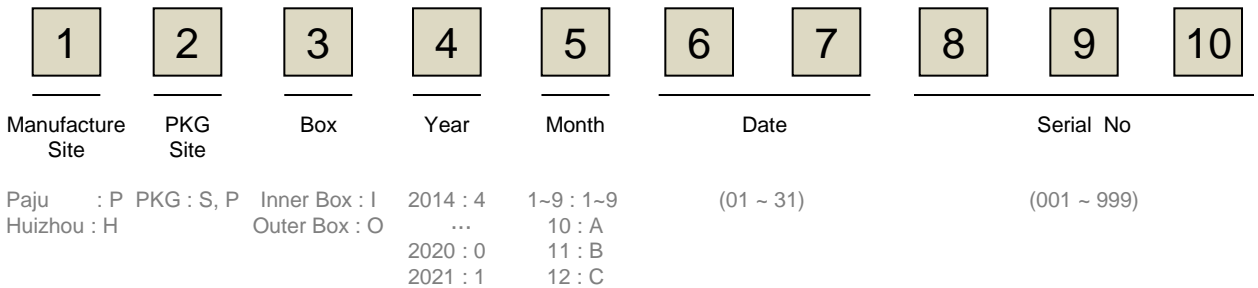 1 2 3 4 5 6 7 8 9 10
Manufacture Site PKG Site Box Year Month Date Serial No
Paju : P PKG : S, P Inner Box : I 2014 : 4 1~9 : 1~9 (01 ~ 31) (001 ~ 999)
Huizhou : H Outer Box : O … 10 : A
2020 : 0 11 : B
2021 : 1 12 : C